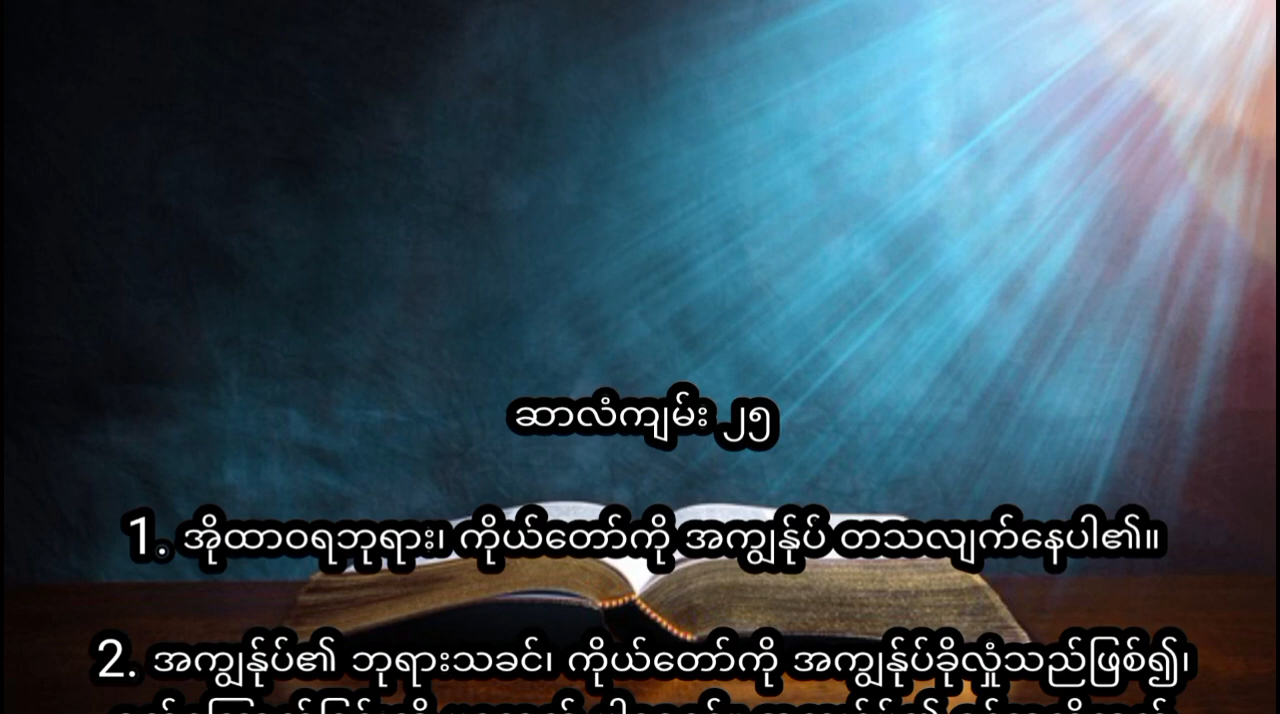 ဆာလံကျမ်း ၂၅
1. အိုထာဝရဘုရား၊ ကိုယ်တော်ကို အကျွန်ုပ် တသလျက်နေပါ၏။
2. အကျွန်ုပ်၏ ဘုရားသခင်၊ ကိုယ်တော်ကို အကျွန်ုပ်ခိုလှုံသည်ဖြစ်၍၊